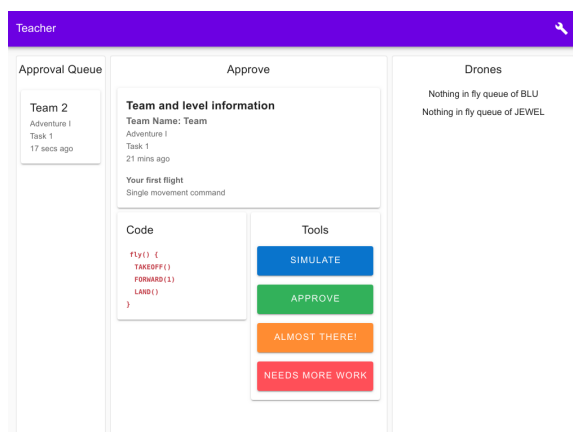 Teacher
Approval Queue
Team 2
Adventure I
Task 1
17 secs ago
Approve
Team and level information
Team Name: Team
Adventure I
Task 1
21 mins ago
Your first flight
Single movement command
Code
fly() {
TAKEOFF()
FORWARD(1)
LAND()
}
Tools
SIMULATE
APPROVE
ALMOST THERE!
NEEDS MORE WORK
Drones
Nothing in fly queue of BLU
Nothing in fly queue of JEWEL